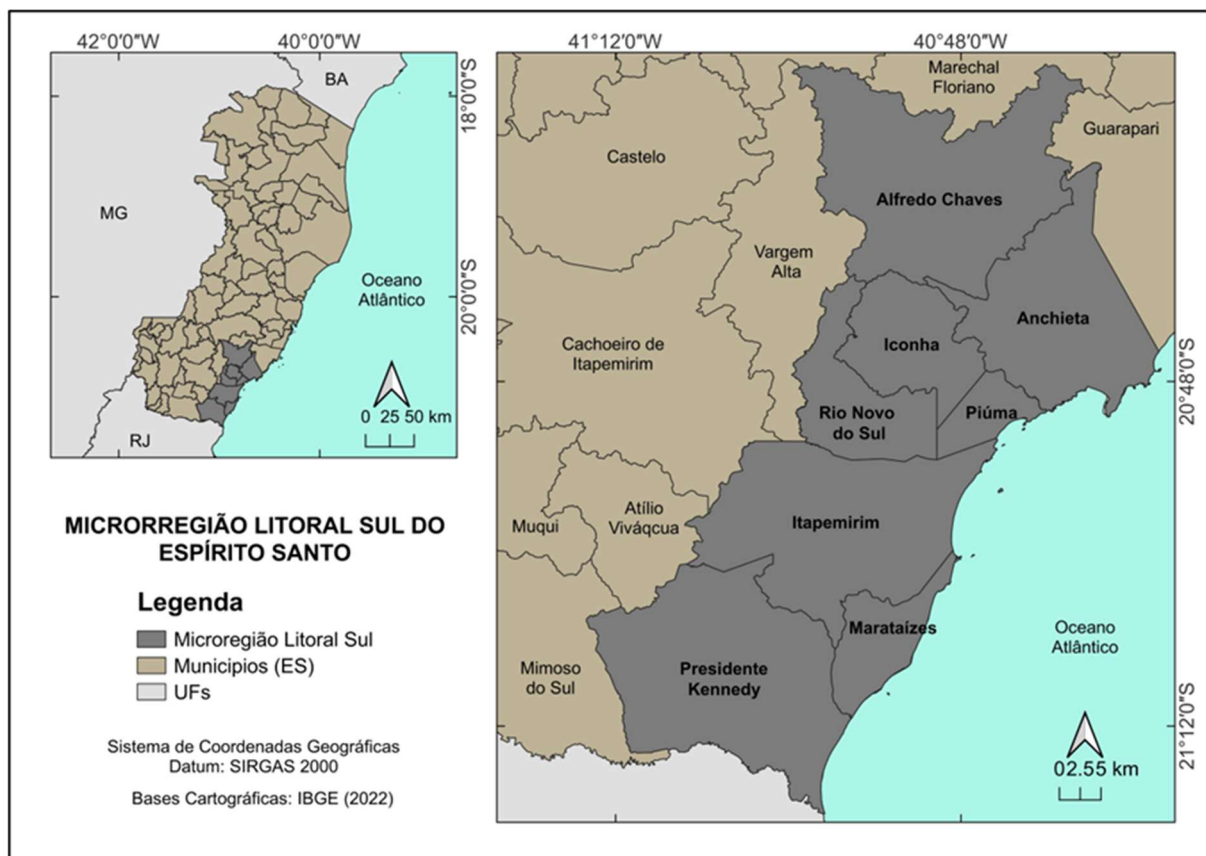 42°0'0"W
40°0'0"W
BA
18°0'0"S
MG
Oceano
Atlântico
20°0'0"S
0 25 50 km
RJ
MICRORREGIÃO LITORAL SUL DO
ESPÍRITO SANTO
Legenda
Microregião Litoral Sul
Municipios (ES)
UFs
Sistema de Coordenadas Geográficas
Datum: SIRGAS 2000
Bases Cartográficas: IBGE (2022)
41°12'0"W
40°48'0"W
Marechal
Floriano
Guarapari
Castelo
Alfredo Chaves
Vargem
Alta
Anchieta
Cachoeiro de
Itapemirim
Iconha
20°48'0"S
Rio Novo
do Sul
Piúma
Atílio
Viváqcua
Muqui
Itapemirim
Marataízes
Oceano
Atlântico
Mimoso
do Sul
Presidente
Kennedy
21°12'0"S
02.55 km